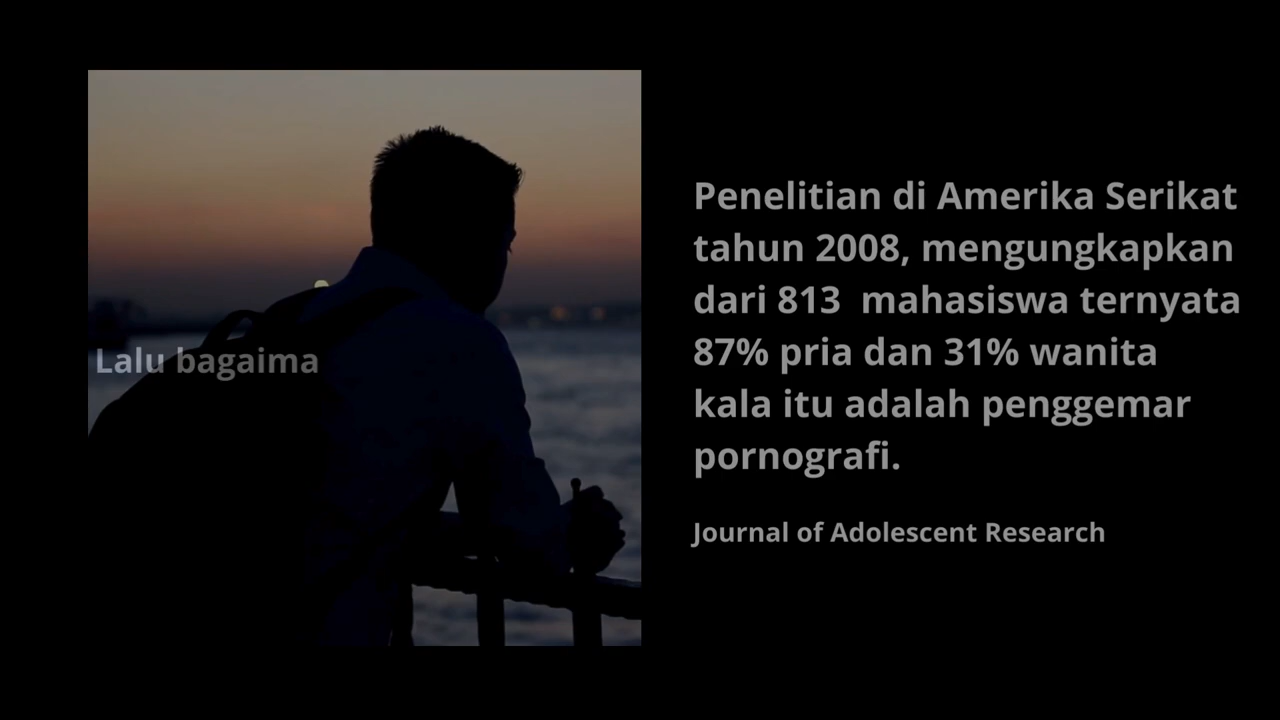 Penelitian di Amerika Serikat
tahun 2008, mengungkapkan
dari 813  mahasiswa ternyata
87% pria dan 31% wanita
kala itu adalah penggemar
pornografi.
Journal of Adolescent Research
Lalu bagaima